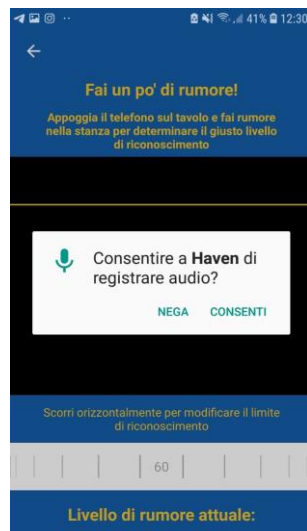 41% 12:30
Fai un po' di rumore!
Appoggia il telefono sul tavolo e fai rumore
nella stanza per determinare il giusto livello
di riconoscimento
Consentire a Haven di
registrare audio?
NEGA CONSENTI
Scorri orizzontalmente per modificare il limite
di riconoscimento
60
Livello di rumore attuale: